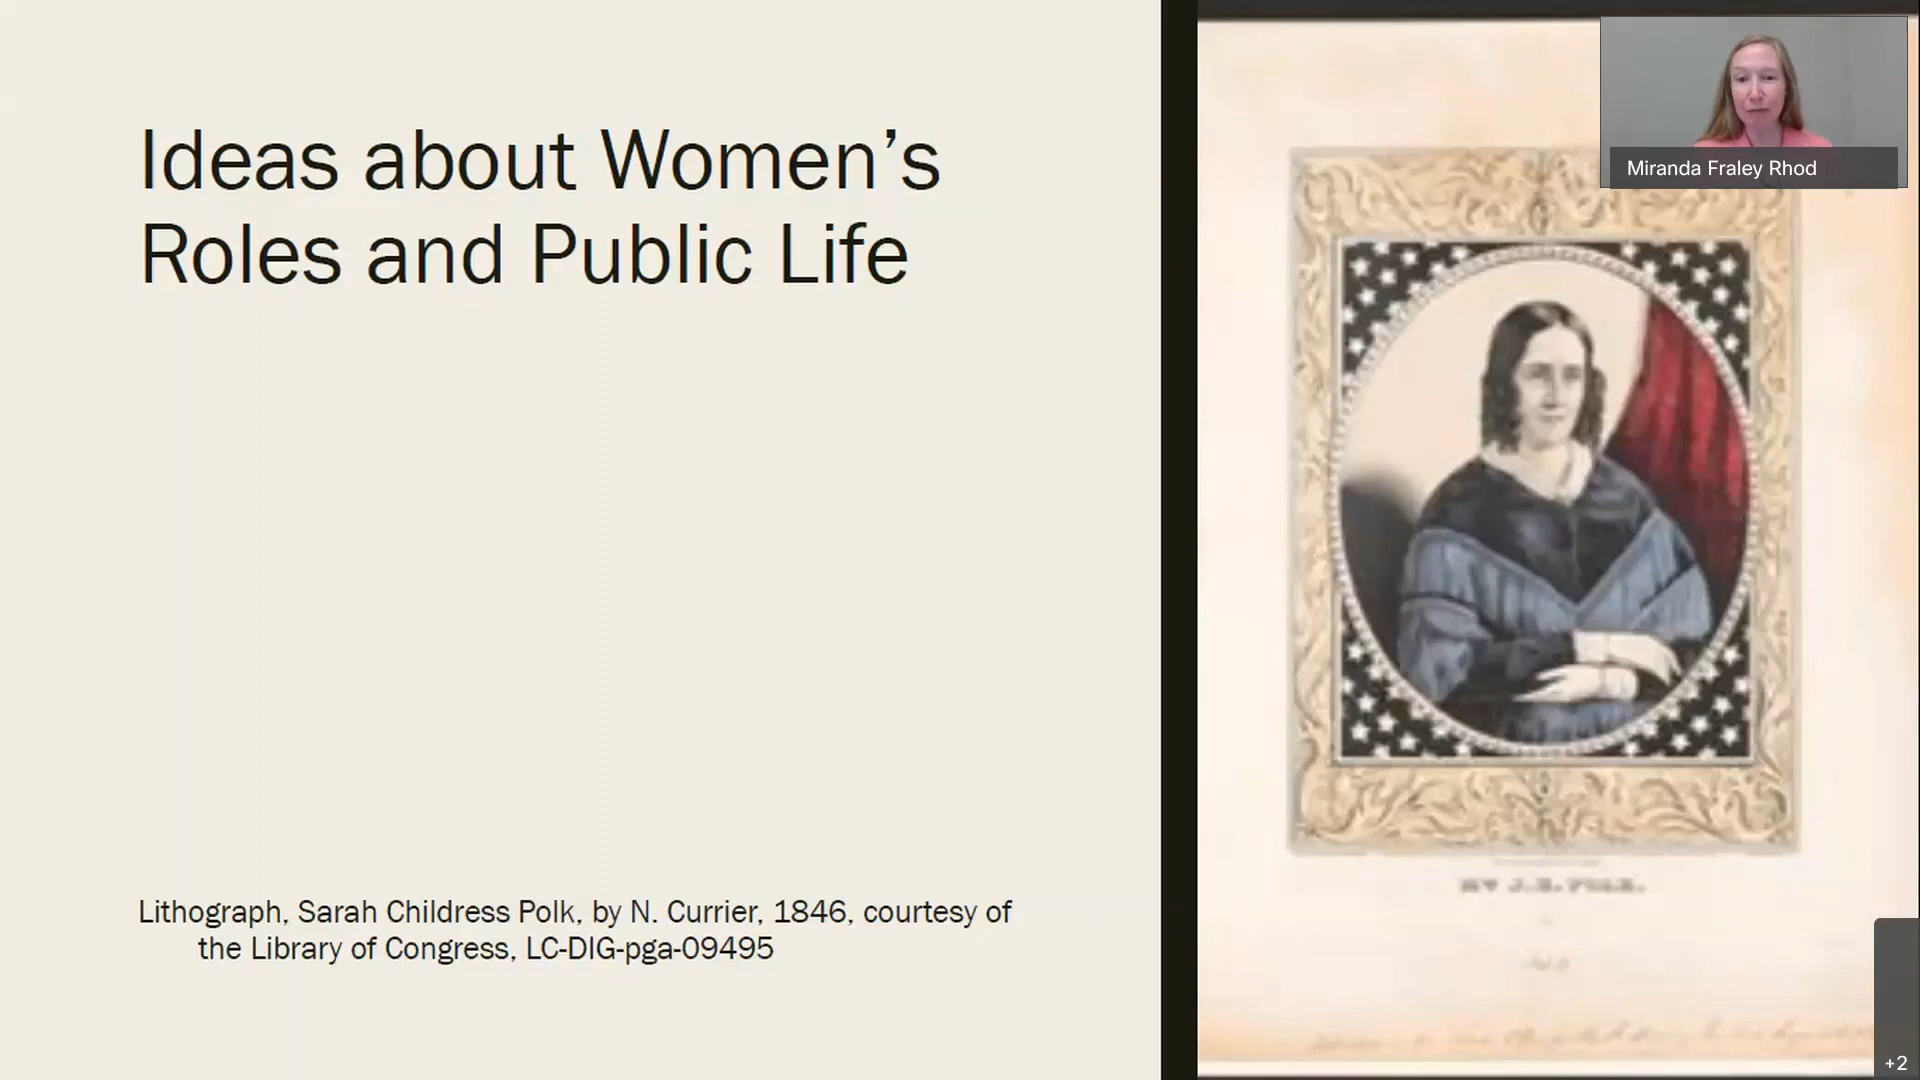 Ideas about Women's
Roles and Public Life
Lithograph, Sarah Childress Polk, by N. Currier, 1846, courtesy of
the Library of Congress, LC-DIG-pga-09495
Miranda Fraley Rhod
J.K. POLK.
+2